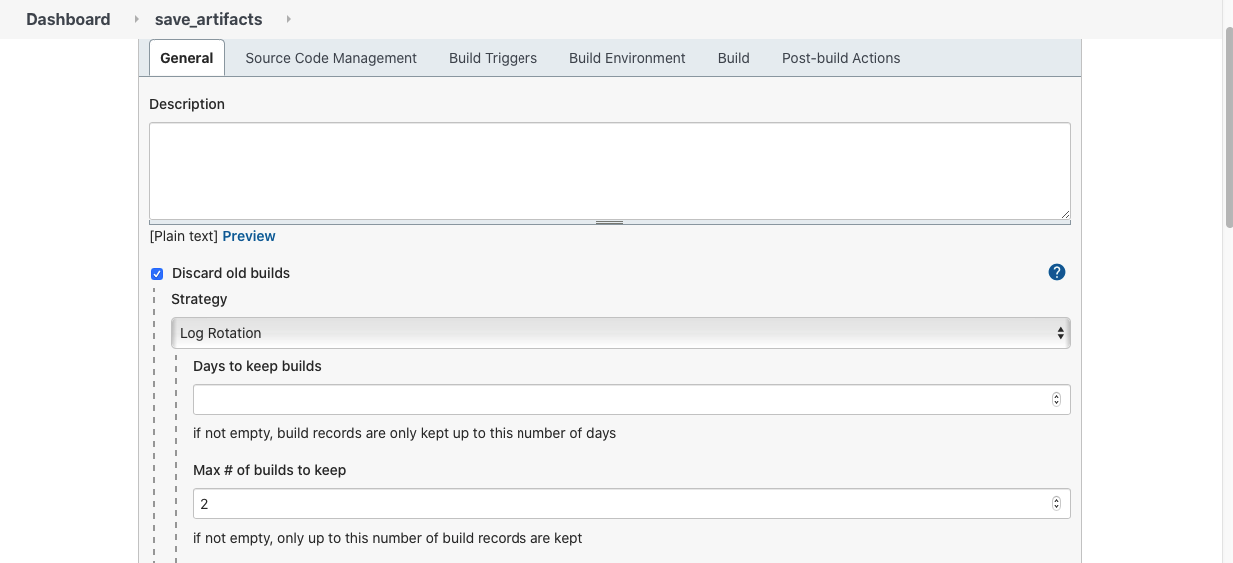 Dashboard save_artifacts
General Source Code Management Build Triggers Build Environment Build Post-build Actions
Description
[Plain text] Preview
Discard old builds ?
Strategy
Log Rotation
Days to keep builds
if not empty, build records are only kept up to this number of days
Max # of builds to keep
2
if not empty, only up to this number of build records are kept